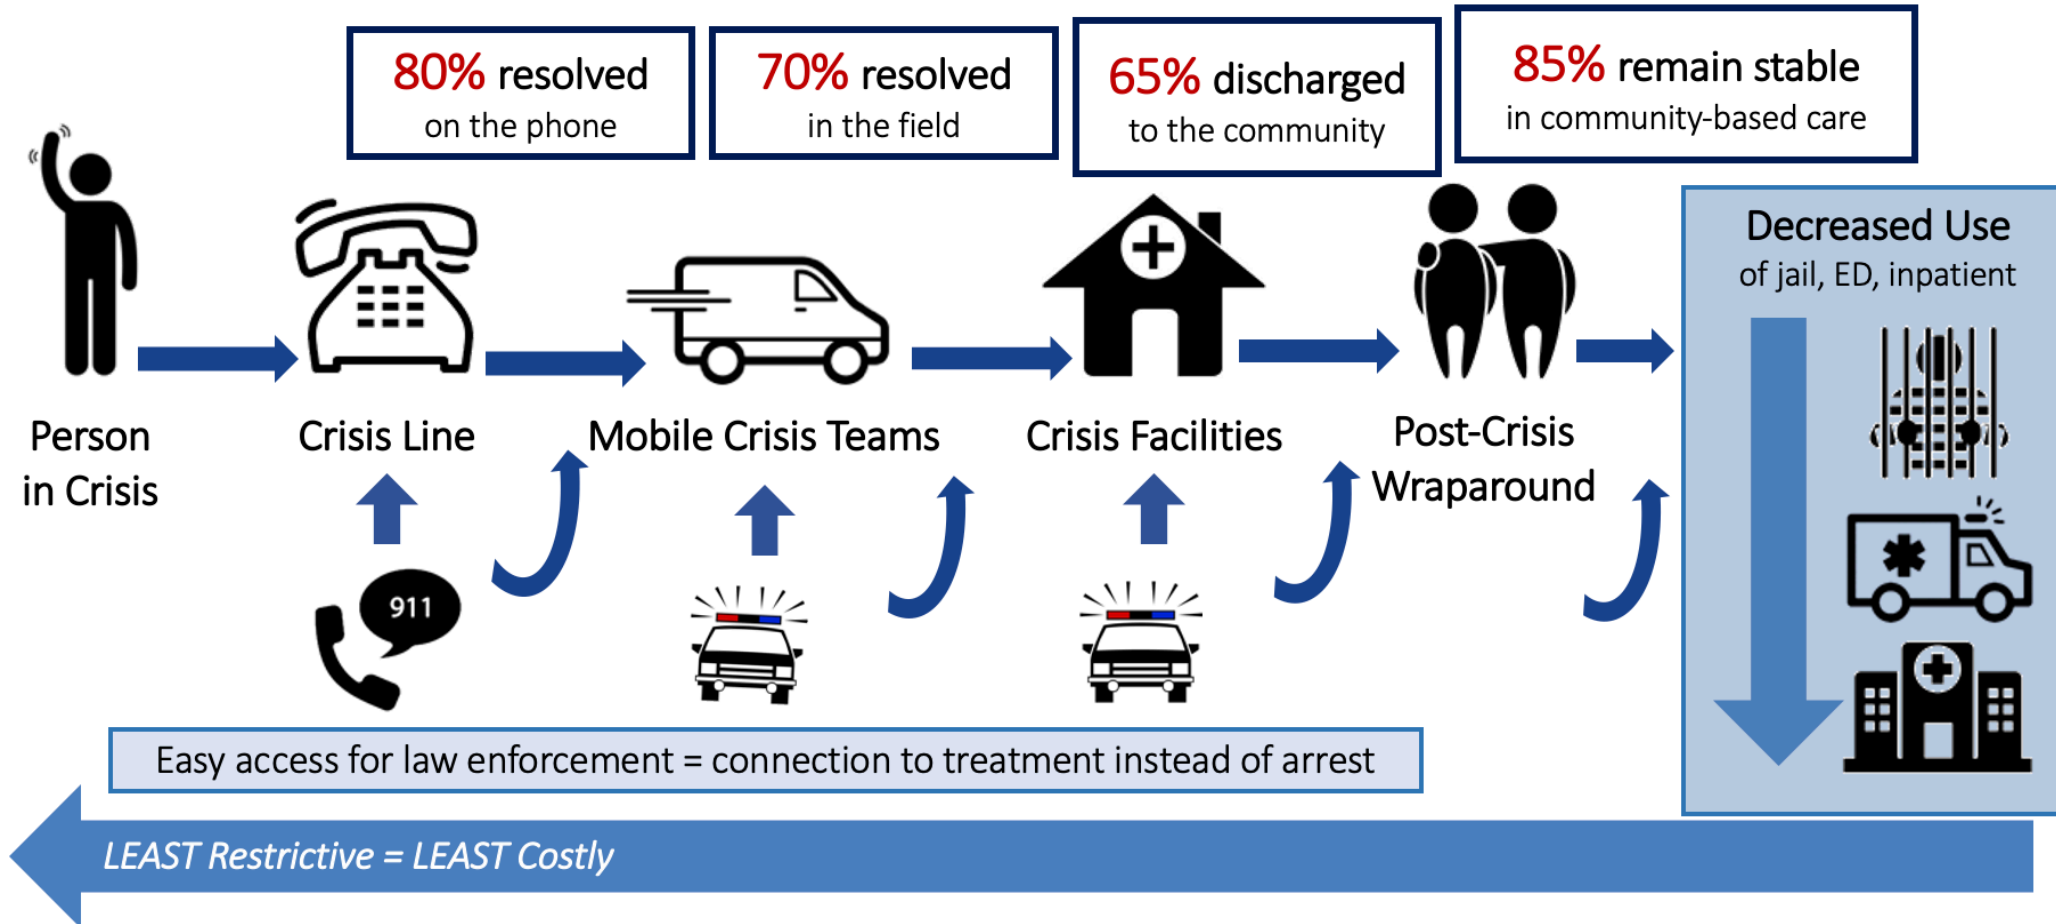 80% resolved
on the phone
70% resolved
in the field
65% discharged
to the community
85% remain stable
in community-based care
Decreased Use
of jail, ED, inpatient
Person
in Crisis
Crisis Line
Mobile Crisis Teams
Crisis Facilities
Post-Crisis
Wraparound
911
Easy access for law enforcement = connection to treatment instead of arrest
LEAST Restrictive = LEAST Costly